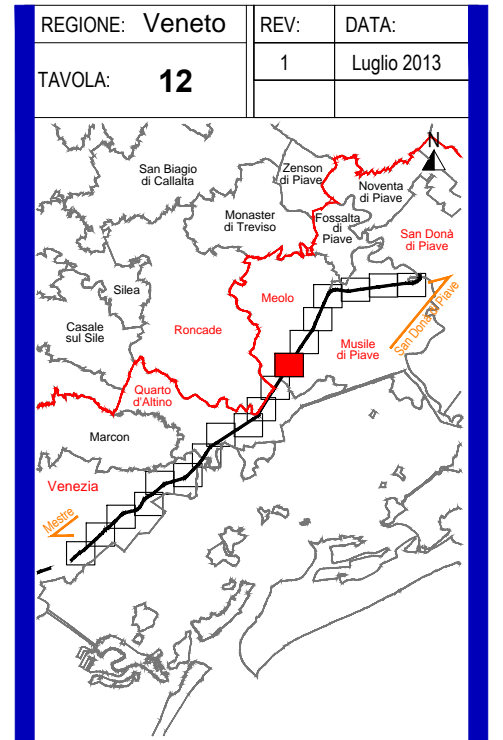 REGIONE: Veneto
REV:
DATA:
TAVOLA: 12
1
Luglio 2013
N
San Biagio
di Callalta
Zenson
di Piave
Noventa
di Piave
Monaster
di Treviso
Fossalta
di
Piave
San Donà
di Piave
Silea
Meolo
Casale
sul Sile
Roncade
Musile
di Piave
San Donà di Piave
Quarto
d'Altino
Marcon
Venezia
Mestre